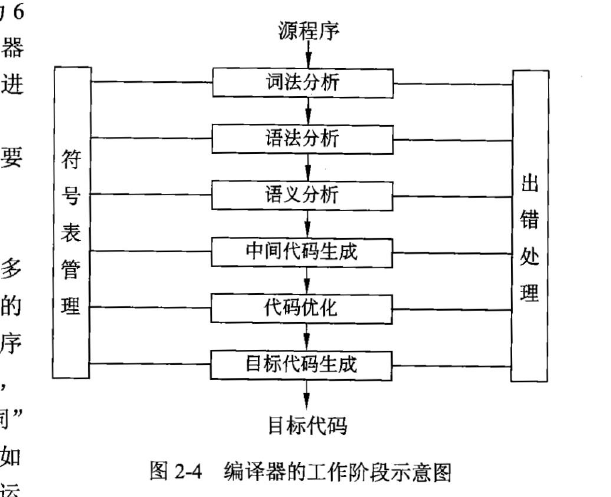 为 6
器
进
要
多
的
序
，
同”
如
运
源程序
词法分析
语法分析
语义分析
中间代码生成
代码优化
目标代码生成
目标代码
符号表管理
出错处理
图 2-4 编译器的工作阶段示意图